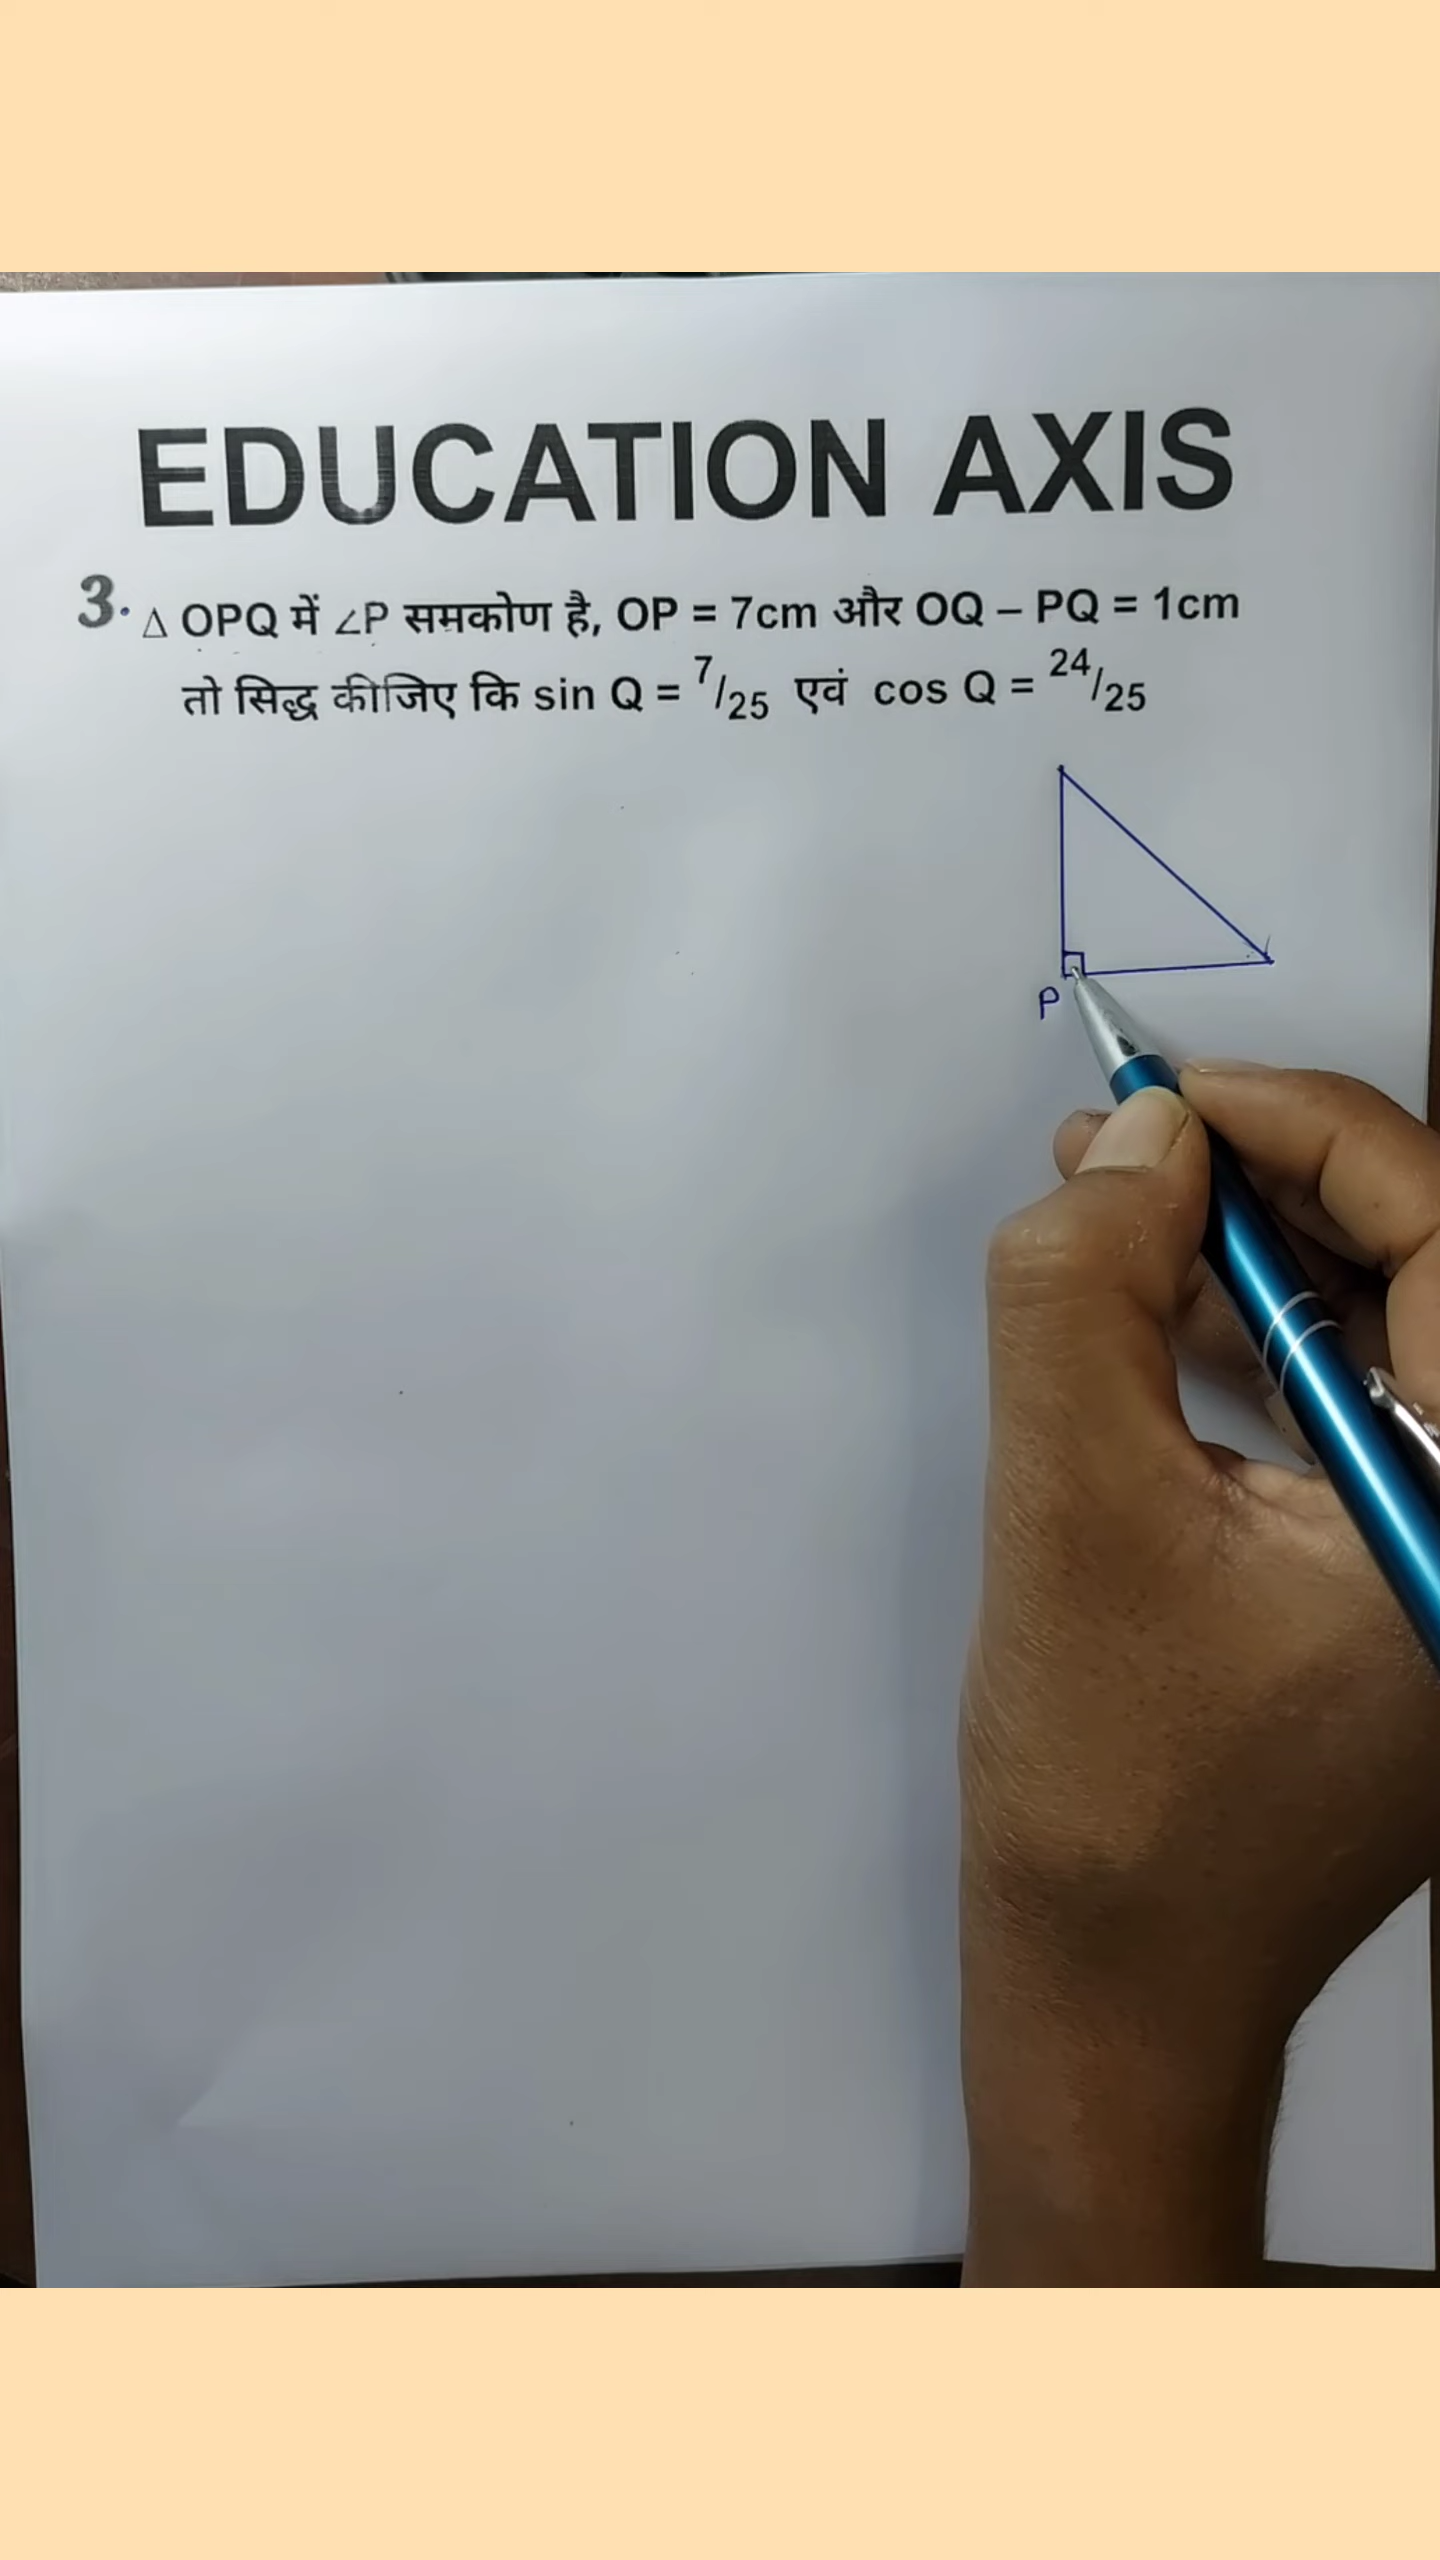 EDUCATION AXIS
3. △ OPQ में ∠P समकोण है, OP = 7cm और OQ – PQ = 1cm
तो सिद्ध कीजिए कि sin Q = 7/25 एवं cos Q = 24/25
P